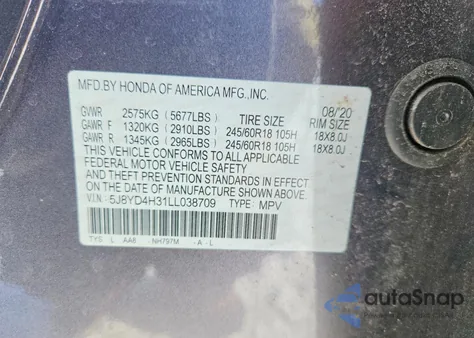 MFD.BY HONDA OF AMERICA MFG.,INC.
08/20
GVWR 2575KG (5677LBS) TIRE SIZE RIM SIZE
GAWR F 1320KG (2910LBS) 245/60R18 105H 18X8.0J
GAWR R 1345KG (2965LBS) 245/60R18 105H 18X8.0J
THIS VEHICLE CONFORMS TO ALL APPLICABLE
FEDERAL MOTOR VEHICLE SAFETY
AND THEFT PREVENTION STANDARDS IN EFFECT
ON THE DATE OF MANUFACTURE SHOWN ABOVE.
V.I.N: 5J8YD4H31LL038709 TYPE: MPV
TYS L AA6 NH797M -A-L
autoSnap